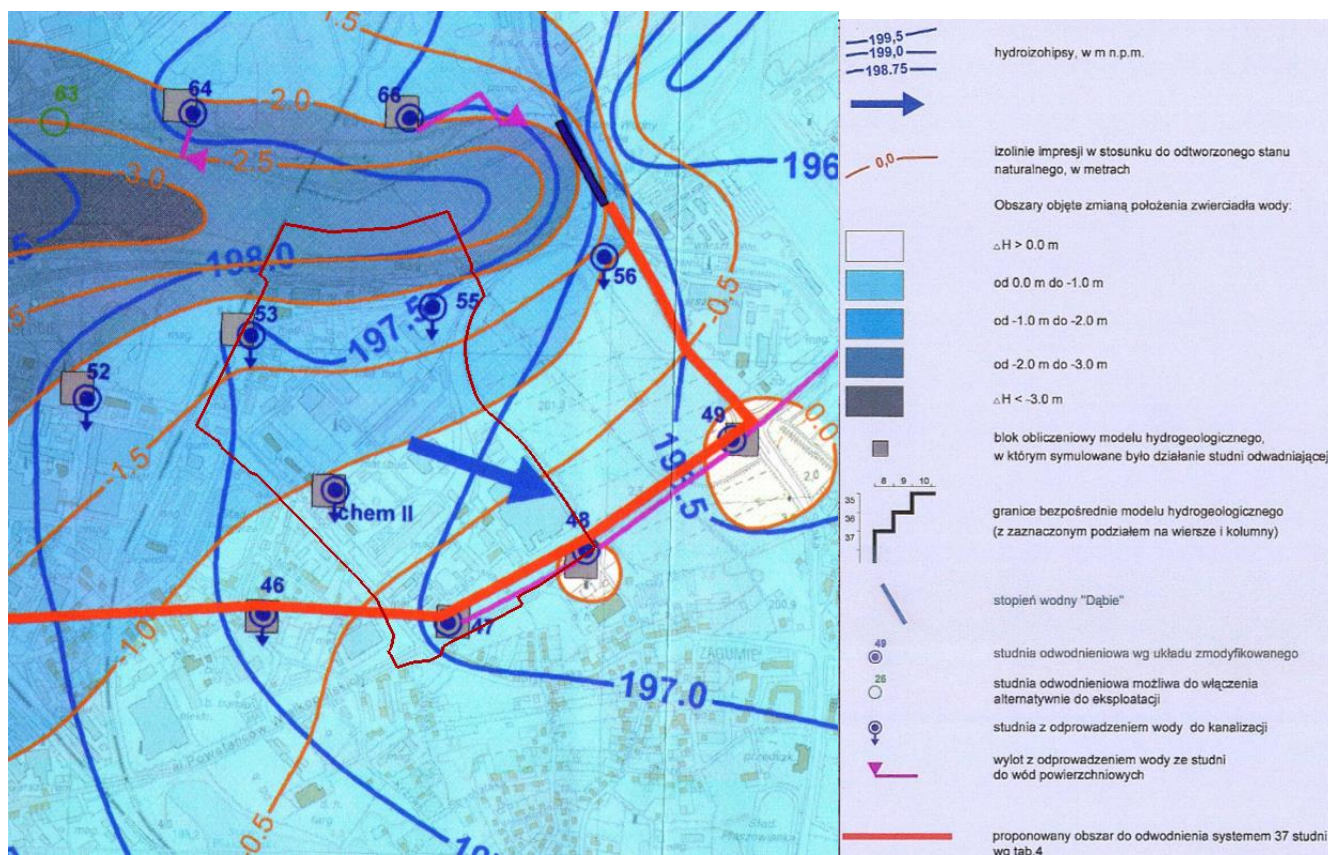 -1.5
64
63
-2.0
66
196
-2.5
-3.0
198.0
56
-0,5
55
53
197.5
52
49
0.0
-1.5
196.5
chem II
48
46
47
-1.0
ZAGUMIE
197.0
al.Powstańców Wielkopolskich
-0.5
199,5
199,0
198.75
hydroizohipsy, w m n.p.m.
0,0
izolinie impresji w stosunku do odtworzonego stanu
naturalnego, w metrach
Obszary objęte zmianą położenia zwierciadła wody:
△H > 0.0 m
od 0.0 m do -1.0 m
od -1.0 m do -2.0 m
od -2.0 m do -3.0 m
△H < -3.0 m
blok obliczeniowy modelu hydrogeologicznego,
w którym symulowane było działanie studni odwadniającej
8 9 10
35
36
37
granice bezpośrednie modelu hydrogeologicznego
(z zaznaczonym podziałem na wiersze i kolumny)
stopień wodny "Dąbie"
49
studnia odwodnieniowa wg układu zmodyfikowanego
26
studnia odwodnieniowa możliwa do włączenia
alternatywnie do eksploatacji
studnia z odprowadzeniem wody do kanalizacji
wylot z odprowadzeniem wody ze studni
do wód powierzchniowych
proponowany obszar do odwodnienia systemem 37 studni
wg tab.4